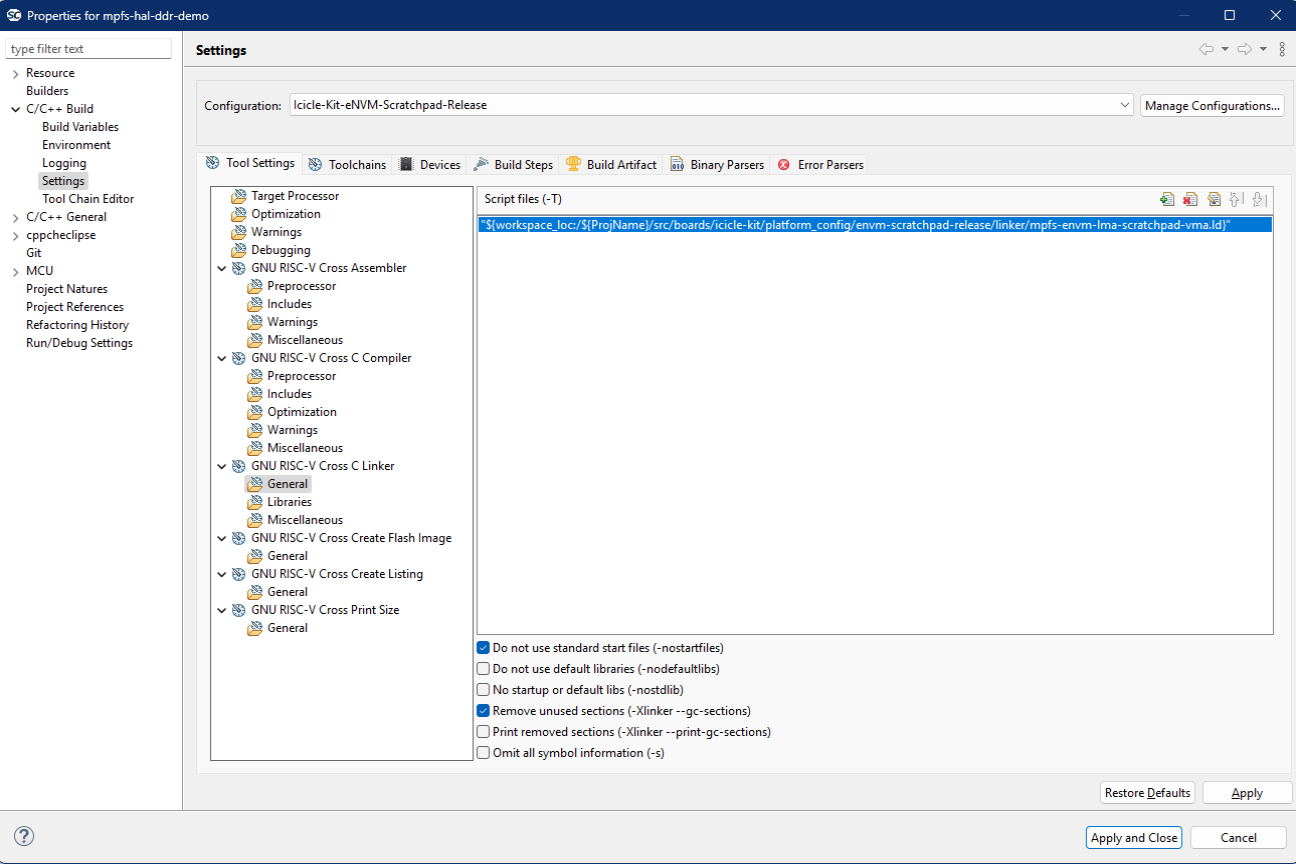 SC Properties for mpfs-hal-ddr-demo
type filter text
Resource
Builders
C/C++ Build
Build Variables
Environment
Logging
Settings
Tool Chain Editor
C/C++ General
cppcheclipse
Git
MCU
Project Natures
Project References
Refactoring History
Run/Debug Settings
Settings
Configuration: Icicle-Kit-eNVM-Scratchpad-Release
Manage Configurations...
Tool Settings Toolchains Devices Build Steps Build Artifact Binary Parsers Error Parsers
Target Processor
Optimization
Warnings
Debugging
GNU RISC-V Cross Assembler
Preprocessor
Includes
Warnings
Miscellaneous
GNU RISC-V Cross C Compiler
Preprocessor
Includes
Optimization
Warnings
Miscellaneous
GNU RISC-V Cross C Linker
General
Libraries
Miscellaneous
GNU RISC-V Cross Create Flash Image
General
GNU RISC-V Cross Create Listing
General
GNU RISC-V Cross Print Size
General
Script files (-T)
"${workspace_loc:/${ProjName}/src/boards/icicle-kit/platform_config/envm-scratchpad-release/linker/mpfs-envm-lma-scratchpad-vma.ld}"
Do not use standard start files (-nostartfiles)
Do not use default libraries (-nodefaultlibs)
No startup or default libs (-nostdlib)
Remove unused sections (-Xlinker --gc-sections)
Print removed sections (-Xlinker --print-gc-sections)
Omit all symbol information (-s)
Restore Defaults Apply
? Apply and Close Cancel